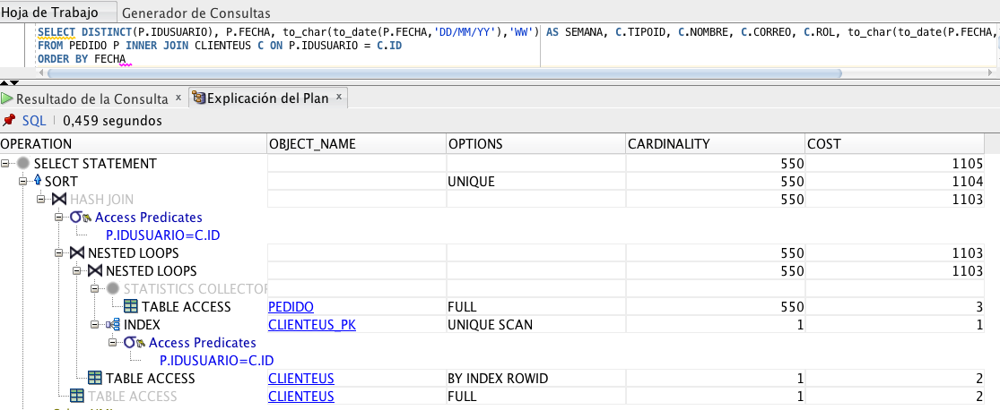 Hoja de Trabajo Generador de Consultas
SELECT DISTINCT(P.IDUSUARIO), P.FECHA, to_char(to_date(P.FECHA,'DD/MM/YY'),'WW') AS SEMANA, C.TIPOID, C.NOMBRE, C.CORREO, C.ROL, to_char(to_date(P.FECHA,
FROM PEDIDO P INNER JOIN CLIENTEUS C ON P.IDUSUARIO = C.ID
ORDER BY FECHA
Resultado de la Consulta x Explicación del Plan x
SQL | 0,459 segundos
OPERATION OBJECT_NAME OPTIONS CARDINALITY COST
SELECT STATEMENT 550 1105
SORT UNIQUE 550 1104
HASH JOIN 550 1103
Access Predicates
P.IDUSUARIO=C.ID
NESTED LOOPS 550 1103
NESTED LOOPS 550 1103
STATISTICS COLLECTOR
TABLE ACCESS PEDIDO FULL 550 3
INDEX CLIENTEUS_PK UNIQUE SCAN 1 1
Access Predicates
P.IDUSUARIO=C.ID
TABLE ACCESS CLIENTEUS BY INDEX ROWID 1 2
TABLE ACCESS CLIENTEUS FULL 1 2